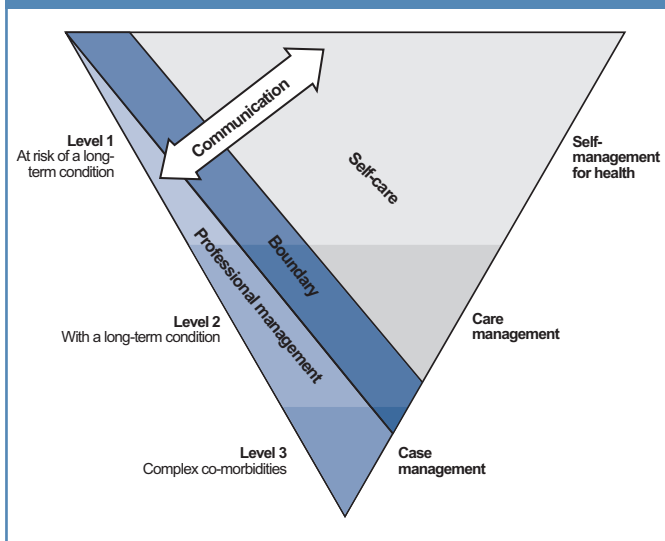 Communication
Level 1
At risk of a long-
term condition
Self-
management
for health
Self-care
Boundary
Professional management
Level 2
With a long-term condition
Care
management
Level 3
Complex co-morbidities
Case
management